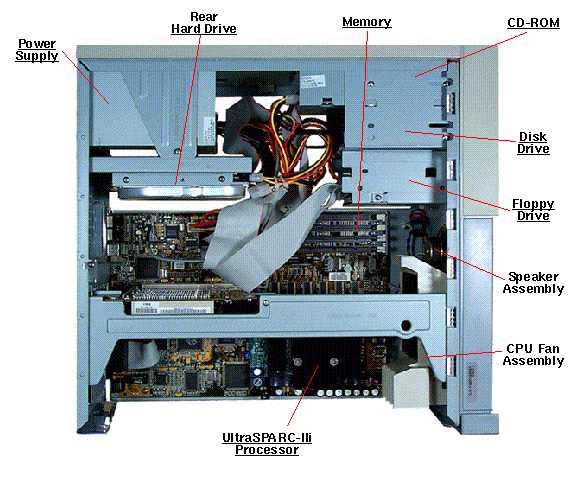 Rear
Hard Drive
Memory
CD-ROM
Power
Supply
Disk
Drive
Floppy
Drive
Speaker
Assembly
CPU Fan
Assembly
UltraSPARC-IIi
Processor